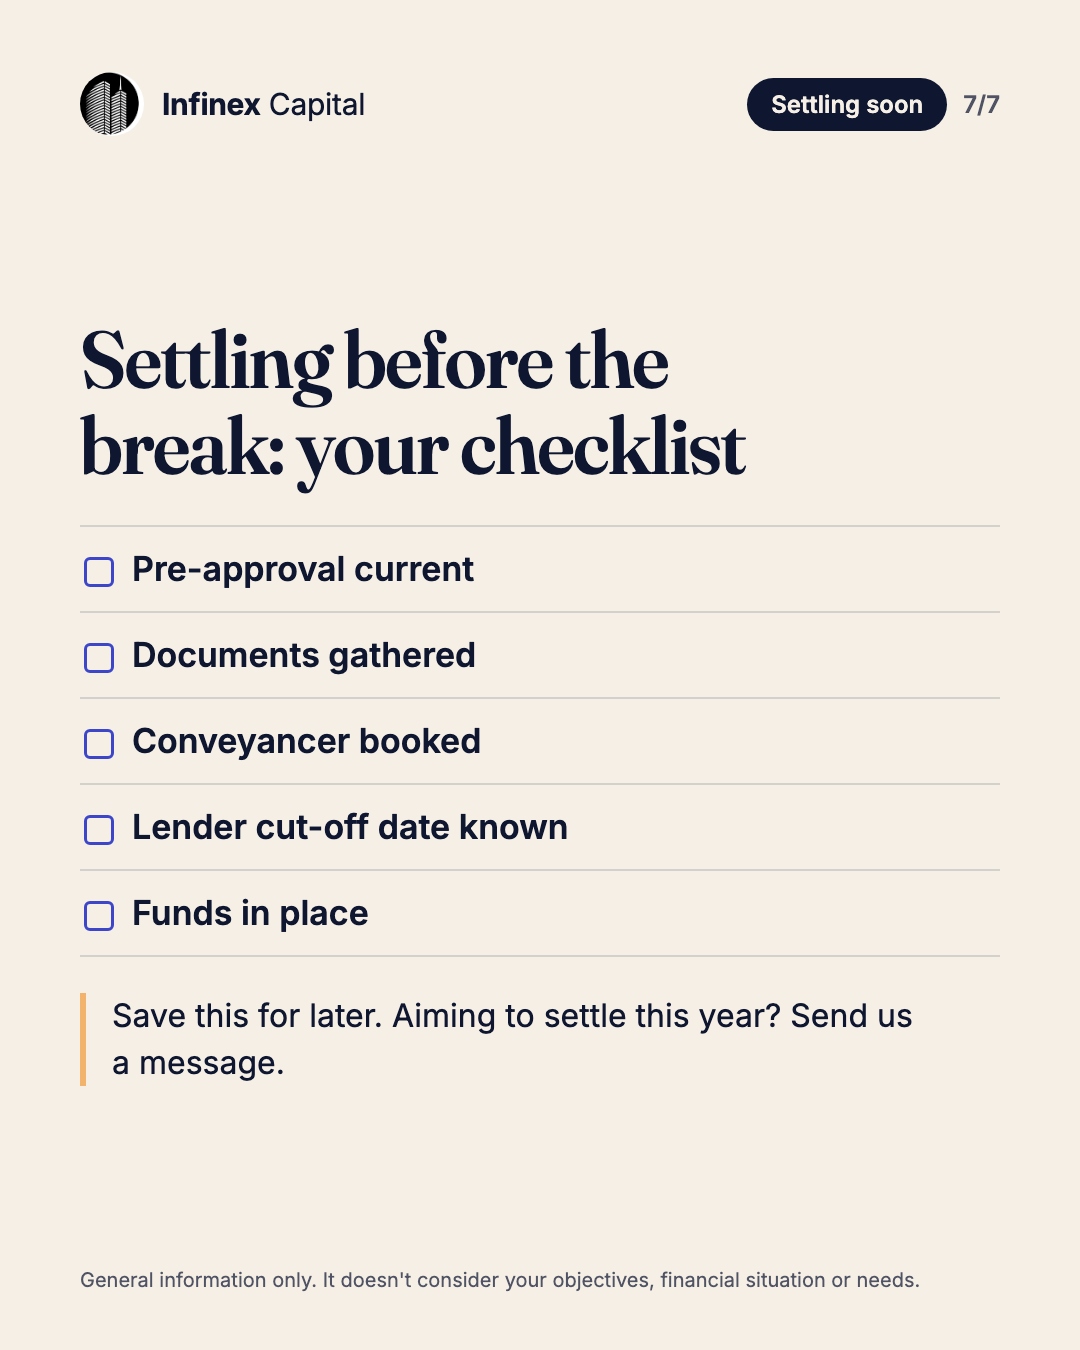 Infinex Capital
Settling soon 7/7
Settling before the
break: your checklist
Pre-approval current
Documents gathered
Conveyancer booked
Lender cut-off date known
Funds in place
Save this for later. Aiming to settle this year? Send us
a message.
General information only. It doesn't consider your objectives, financial situation or needs.